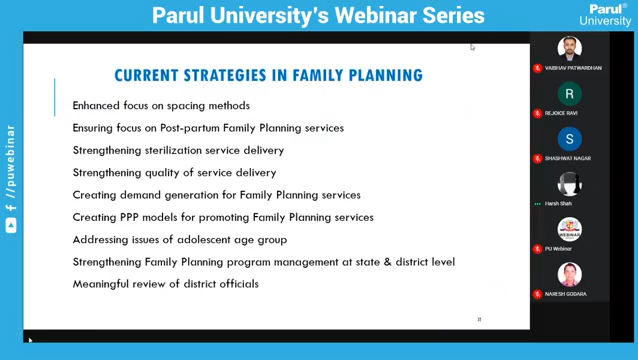 Parul University's Webinar Series
Parul®
University
f //puwebinar
CURRENT STRATEGIES IN FAMILY PLANNING
Enhanced focus on spacing methods
Ensuring focus on Post-partum Family Planning services
Strengthening sterilization service delivery
Strengthening quality of service delivery
Creating demand generation for Family Planning services
Creating PPP models for promoting Family Planning services
Addressing issues of adolescent age group
Strengthening Family Planning program management at state & district level
Meaningful review of district officials
VAIBHAV PATWARDHAN
R
REJOICE RAVI
S
SHASHWAT NAGAR
Harsh Shah
WEBINAR
PU Webinar
NARESH GODARA